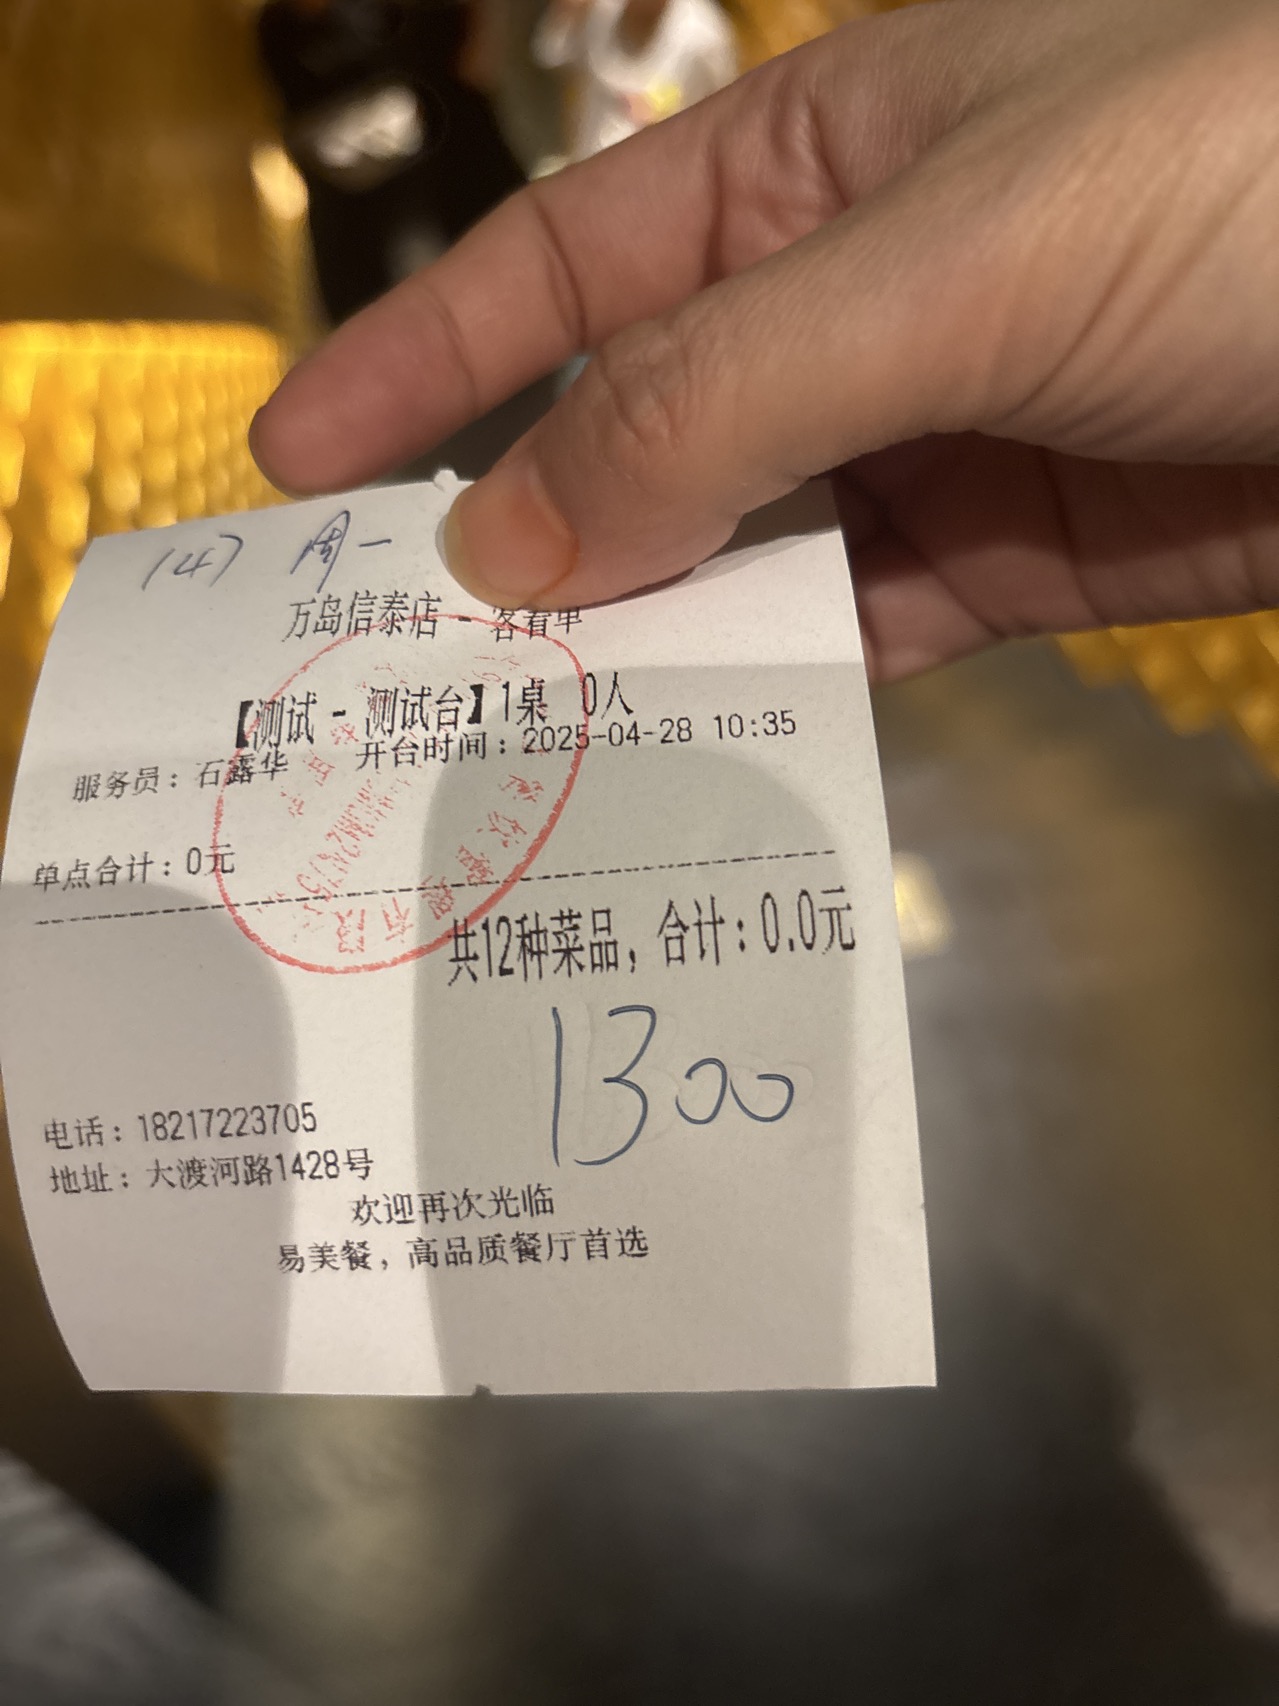 (4) 周一
万岛信泰店 - 客看单
【测试 - 测试台】1桌 0人
服务员：石露华 开台时间：2025-04-28 10:35
单点合计：0元
共12种菜品，合计：0.0元
1300
电话：18217223705
地址：大渡河路1428号
欢迎再次光临
易美餐，高品质餐厅首选